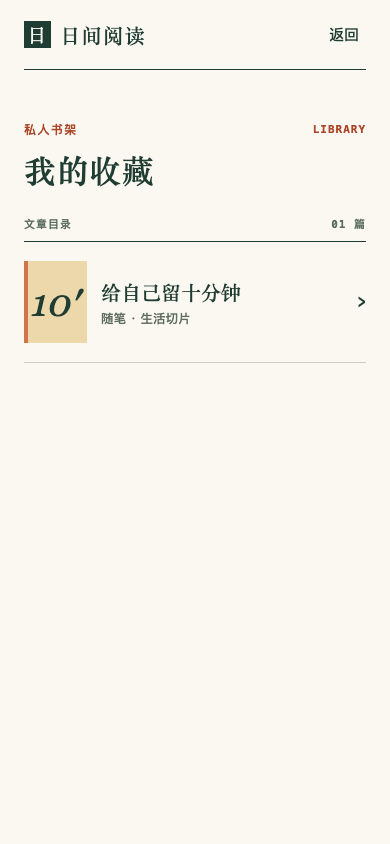 日 日间阅读 返回
私人书架 LIBRARY
我的收藏
文章目录 01 篇
10′ 给自己留十分钟
随笔 · 生活切片